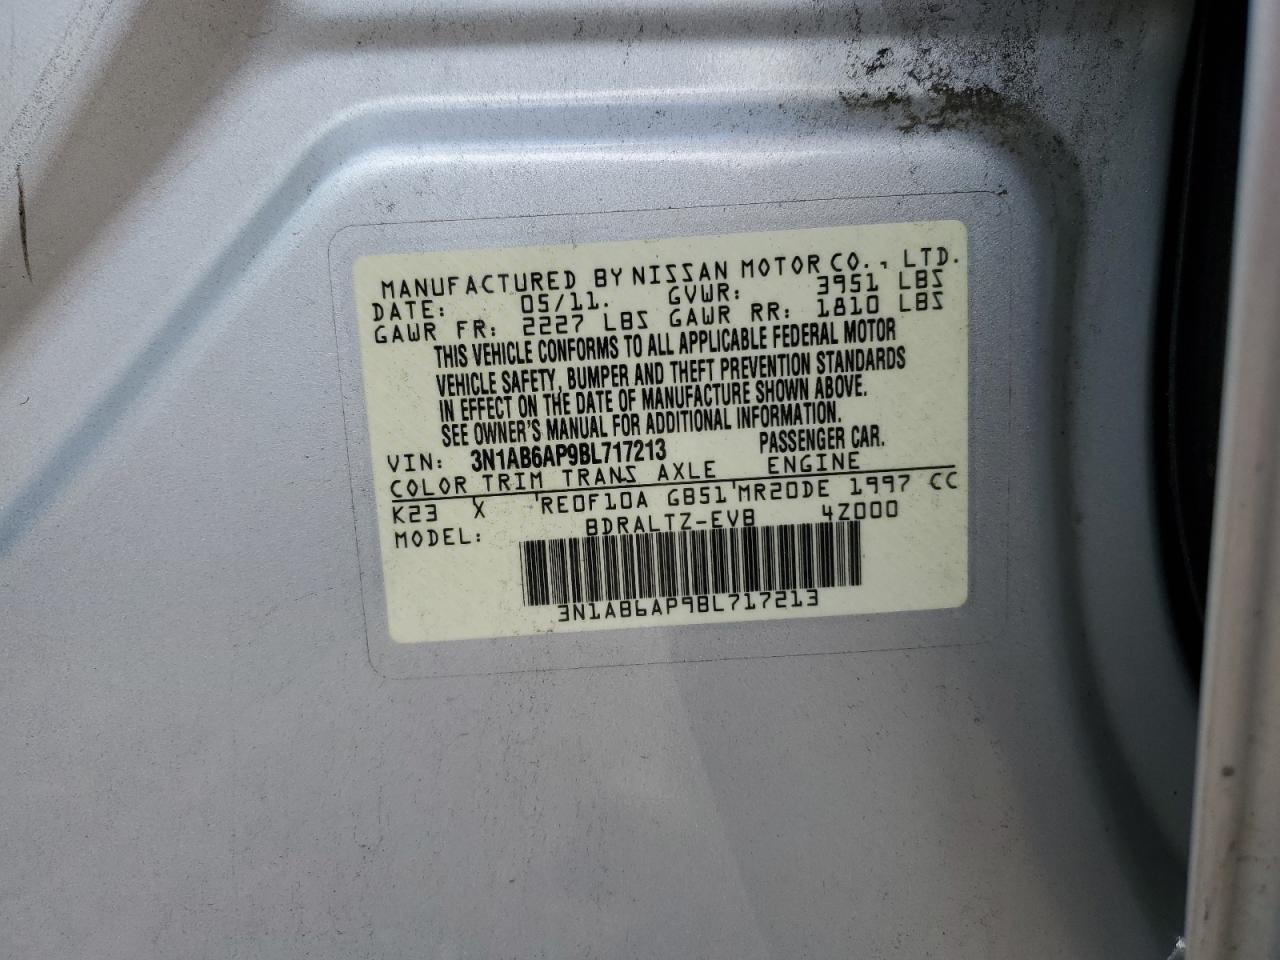 MANUFACTURED BY NISSAN MOTOR CO., LTD.
DATE: 05/11. GVWR: 3951 LBS
GAWR FR: 2227 LBS GAWR RR: 1810 LBS
THIS VEHICLE CONFORMS TO ALL APPLICABLE FEDERAL MOTOR
VEHICLE SAFETY, BUMPER AND THEFT PREVENTION STANDARDS
IN EFFECT ON THE DATE OF MANUFACTURE SHOWN ABOVE.
SEE OWNER'S MANUAL FOR ADDITIONAL INFORMATION.
VIN: 3N1AB6AP9BL717213 PASSENGER CAR.
COLOR TRIM TRANS AXLE ENGINE
K23 X 'RE0F10A GB51'MR20DE 1997 CC
MODEL: BDRALTZ-EVB 4Z000
3N1AB6AP9BL717213